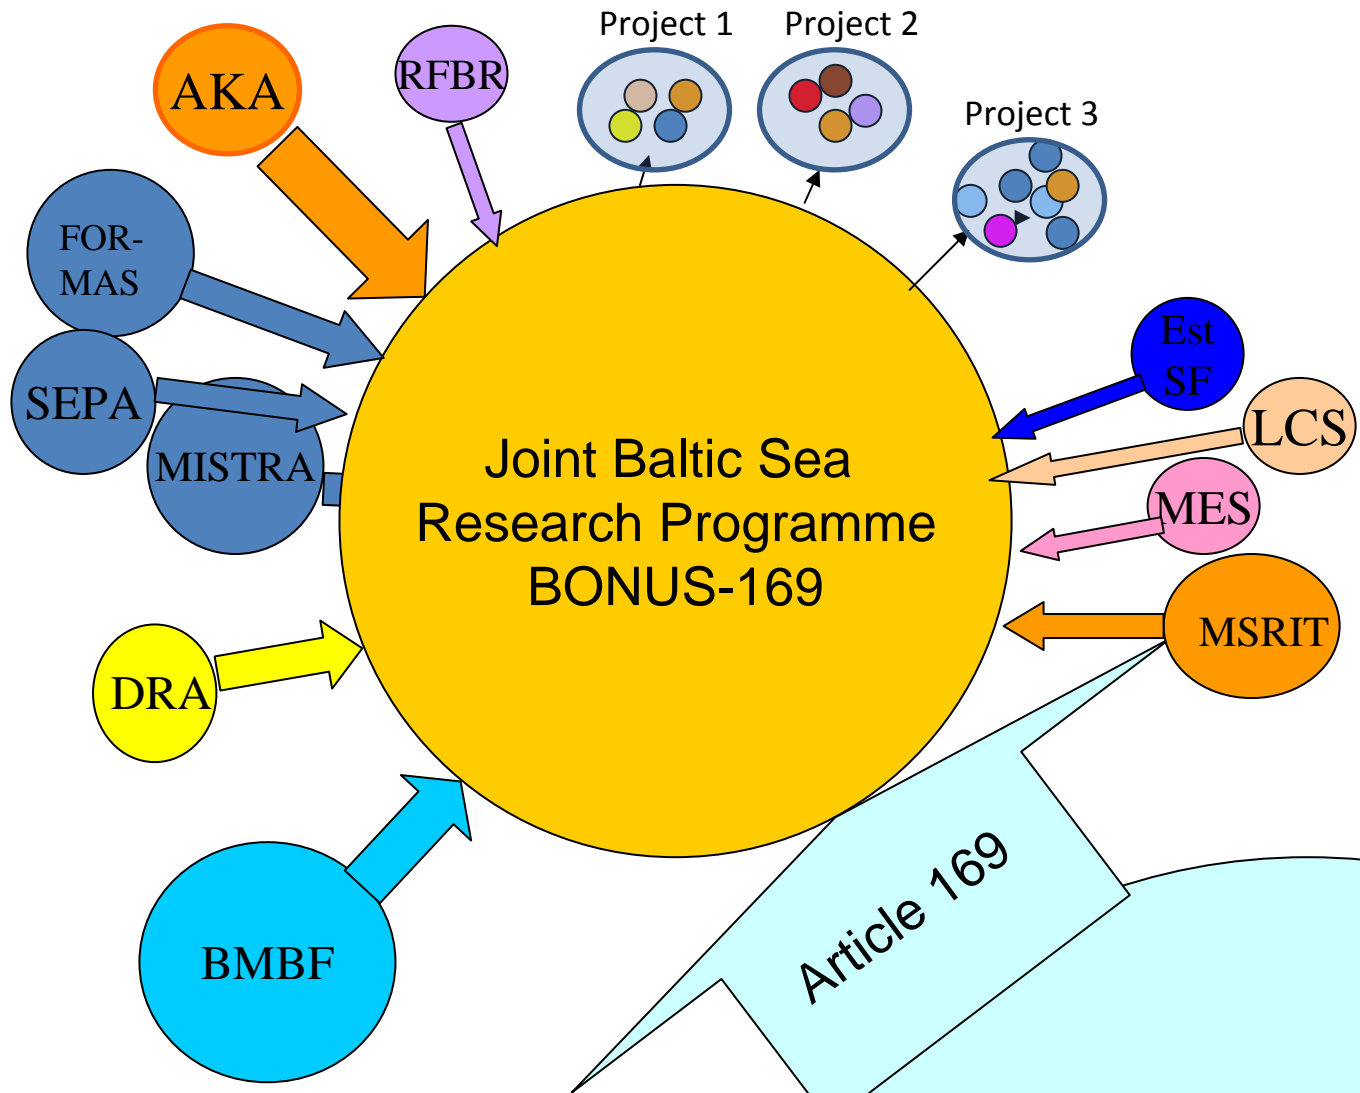 Project 1
Project 2
AKA
RFBR
Project 3
FOR-
MAS
Est
SF
SEPA
LCS
MISTRA
Joint Baltic Sea
Research Programme
BONUS-169
MES
MSRIT
DRA
Article 169
BMBF